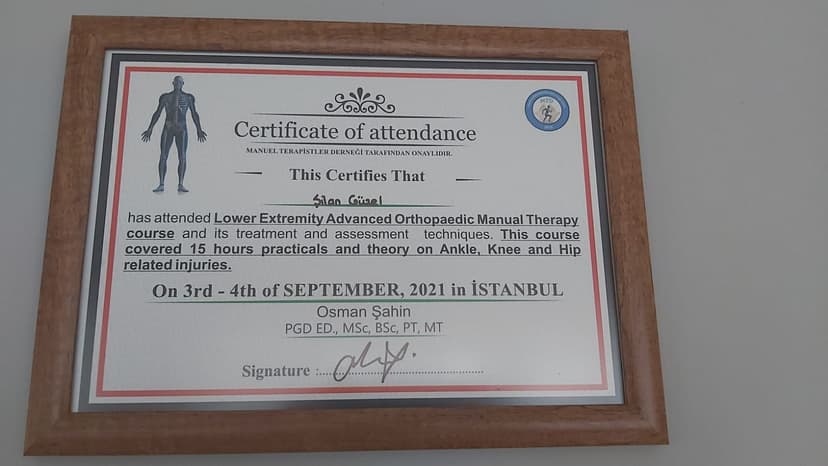 Certificate of attendance
MANUEL TERAPİSTLER DERNEĞİ TARAFINDAN ONAYLIDIR.
This Certifies That
Şilan Güzel
has attended Lower Extremity Advanced Orthopaedic Manual Therapy
course and its treatment and assessment techniques. This course
covered 15 hours practicals and theory on Ankle, Knee and Hip
related injuries.
On 3rd - 4th of SEPTEMBER, 2021 in İSTANBUL
Osman Şahin
PGD ED., MSc, BSc, PT, MT
Signature :